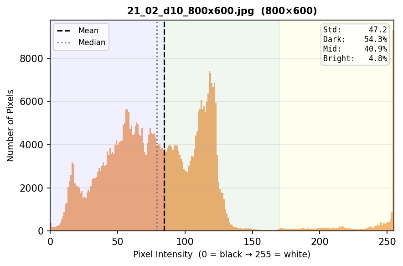 21_02_d10_800x600.jpg  (800×600)
Mean
Median
Std: 47.2
Dark: 54.3%
Mid: 40.9%
Bright: 4.8%
Number of Pixels
8000
6000
4000
2000
0
0 50 100 150 200 250
Pixel Intensity  (0 = black → 255 = white)